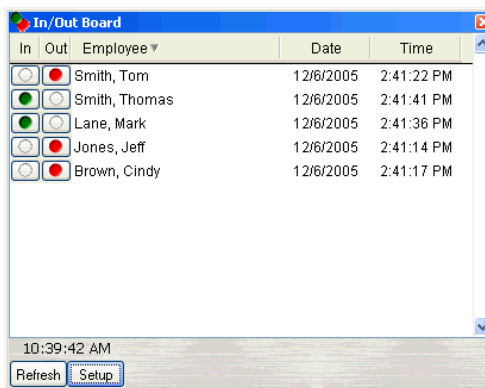 In/Out Board
In Out Employee Date Time
Smith, Tom 12/6/2005 2:41:22 PM
Smith, Thomas 12/6/2005 2:41:41 PM
Lane, Mark 12/6/2005 2:41:36 PM
Jones, Jeff 12/6/2005 2:41:14 PM
Brown, Cindy 12/6/2005 2:41:17 PM
10:39:42 AM
Refresh Setup